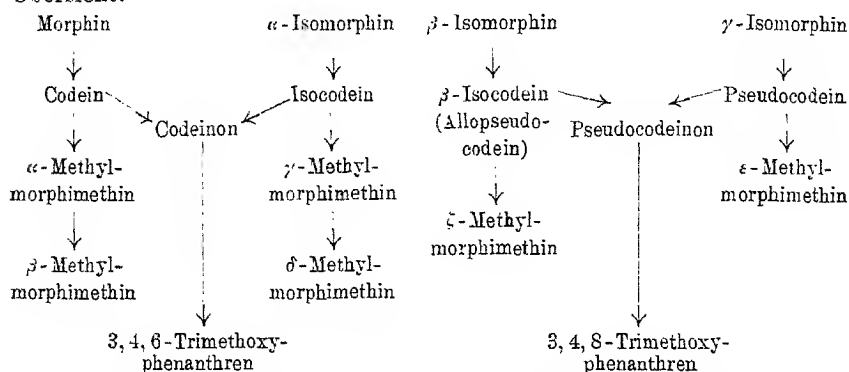 Morphin α-Isomorphin β-Isomorphin γ-Isomorphin
Codein Isocodein β-Isocodein Pseudocodein
Codeinon (Allopseudo- Pseudocodeinon
codein)
α-Methyl- γ-Methyl- ε-Methyl-
morphimethin morphimethin morphimethin
ζ-Methyl-
morphimethin
β-Methyl- δ-Methyl-
morphimethin morphimethin
3, 4, 6-Trimethoxy- 3, 4, 8-Trimethoxy-
phenanthren phenanthren